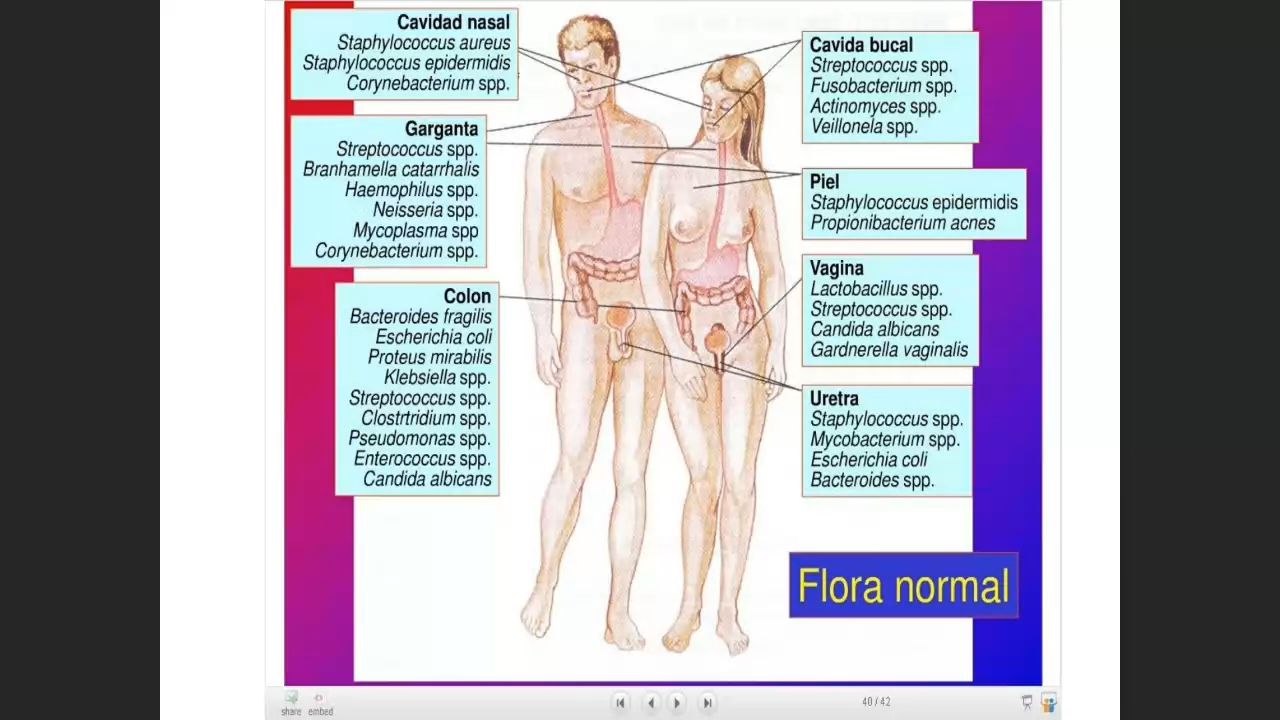 Cavidad nasal
Staphylococcus aureus
Staphylococcus epidermidis
Corynebacterium spp.
Garganta
Streptococcus spp.
Branhamella catarrhalis
Haemophilus spp.
Neisseria spp.
Mycoplasma spp
Corynebacterium spp.
Colon
Bacteroides fragilis
Escherichia coli
Proteus mirabilis
Klebsiella spp.
Streptococcus spp.
Clostrtridium spp.
Pseudomonas spp.
Enterococcus spp.
Candida albicans
Cavida bucal
Streptococcus spp.
Fusobacterium spp.
Actinomyces spp.
Veillonela spp.
Piel
Staphylococcus epidermidis
Propionibacterium acnes
Vagina
Lactobacillus spp.
Streptococcus spp.
Candida albicans
Gardnerella vaginalis
Uretra
Staphylococcus spp.
Mycobacterium spp.
Escherichia coli
Bacteroides spp.
Flora normal
share embed
40 / 42